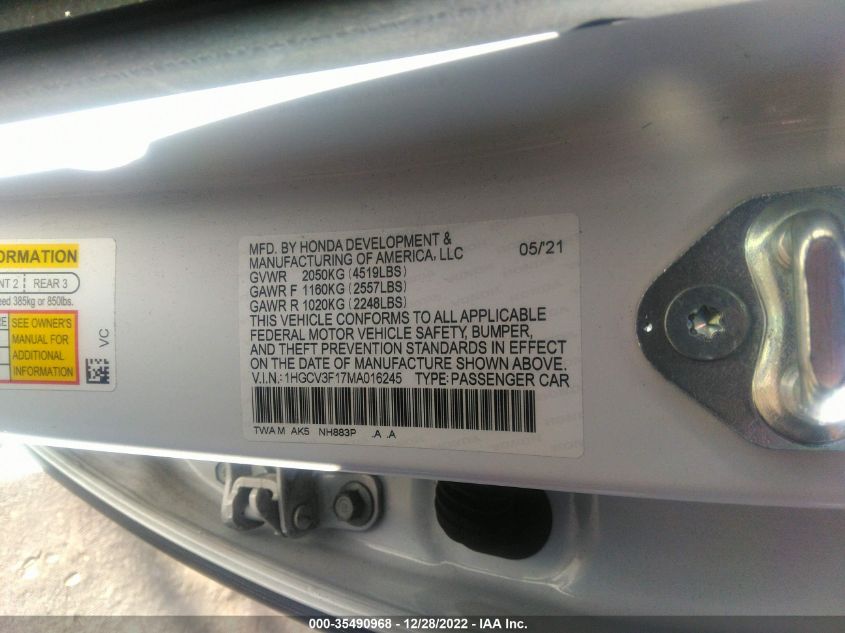 ORMATION
NT 2 REAR 3
eed 385kg or 850lbs.
RE SEE OWNER'S
MANUAL FOR
ADDITIONAL
INFORMATION
VC
MFD. BY HONDA DEVELOPMENT & 05/'21
MANUFACTURING OF AMERICA, LLC
GVWR 2050KG (4519LBS)
GAWR F 1160KG (2557LBS)
GAWR R 1020KG (2248LBS)
THIS VEHICLE CONFORMS TO ALL APPLICABLE
FEDERAL MOTOR VEHICLE SAFETY, BUMPER,
AND THEFT PREVENTION STANDARDS IN EFFECT
ON THE DATE OF MANUFACTURE SHOWN ABOVE.
V.I.N.: 1HGCV3F17MA016245 TYPE: PASSENGER CAR
TWA M AK5 NH883P .A .A
000-35490968 - 12/28/2022 - IAA Inc.